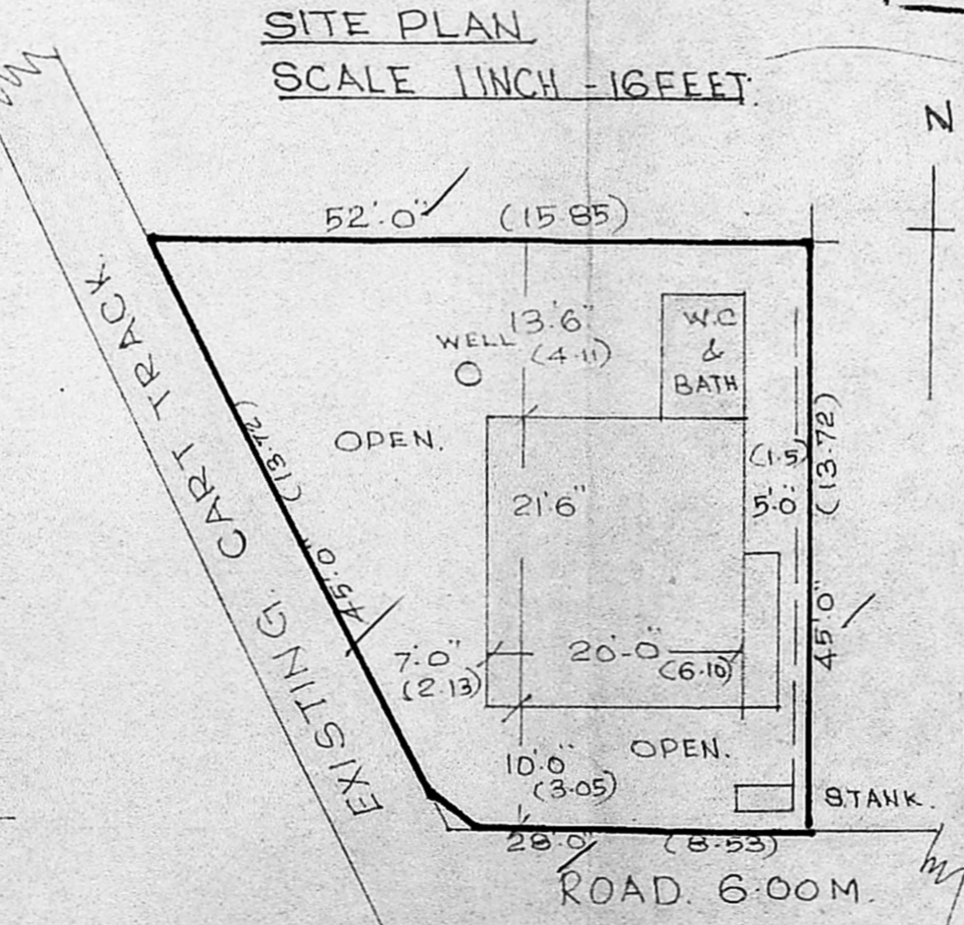 SITE PLAN
SCALE 1 INCH - 16 FEET.
N
52'.0" (15.85)
13'.6"
(4.11)
WELL
W.C
&
BATH
EXISTING. CART TRACK.
OPEN.
(13.72)
45'.0"
21'6"
(1.5)
5'.0"
(13.72)
45'.0"
7'.0"
(2.13)
20'-0"
(6.10)
OPEN.
10'.0"
(3.05)
S.TANK.
28'.0" (8.53)
ROAD. 6.00 M.